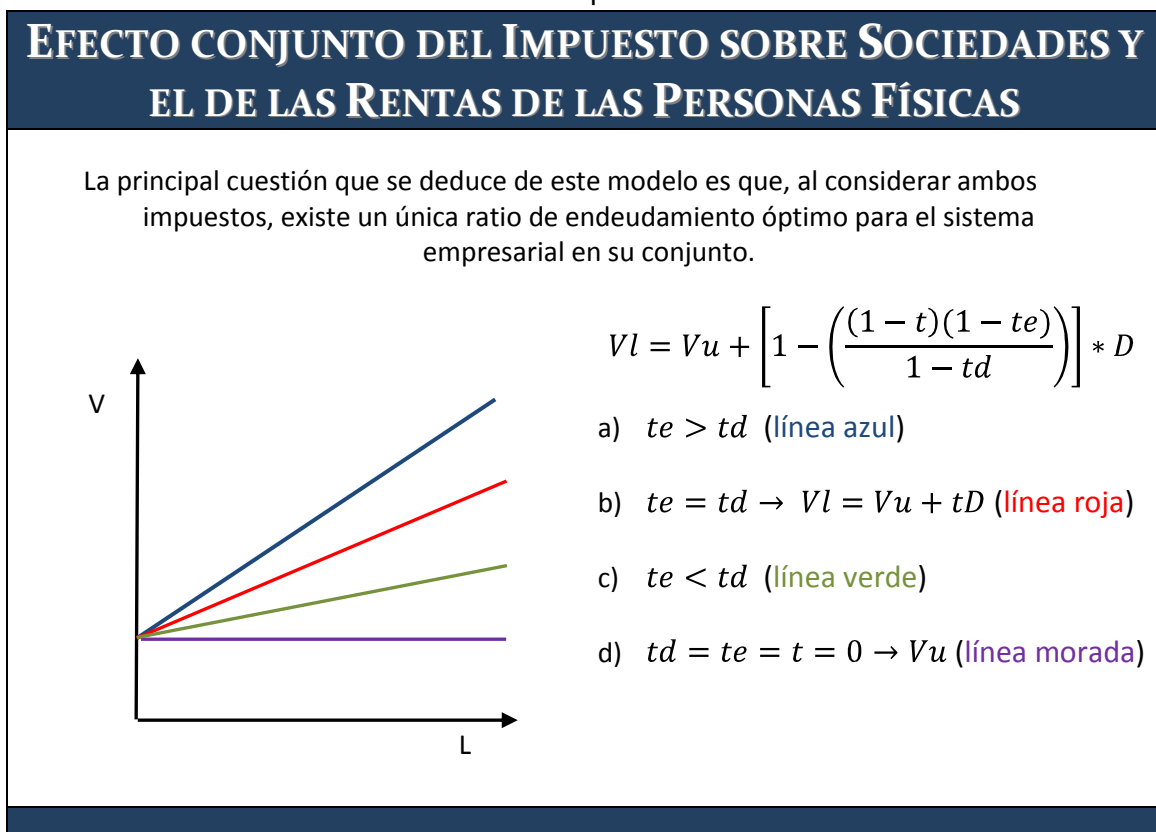 EFECTO CONJUNTO DEL IMPUESTO SOBRE SOCIEDADES Y
EL DE LAS RENTAS DE LAS PERSONAS FÍSICAS
La principal cuestión que se deduce de este modelo es que, al considerar ambos
impuestos, existe un única ratio de endeudamiento óptimo para el sistema
empresarial en su conjunto.
Vl = Vu + [1 − ((1 − t)(1 − te) / 1 − td)] ∗ D
V
a) te > td (línea azul)
b) te = td → Vl = Vu + tD (línea roja)
c) te < td (línea verde)
d) td = te = t = 0 → Vu (línea morada)
L